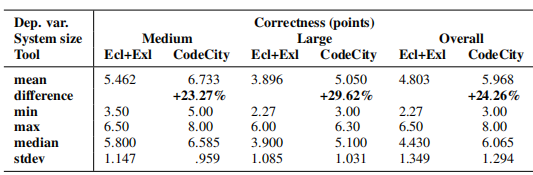 Dep. var. Correctness (points)
System size Medium Large Overall
Tool Ecl+Exl CodeCity Ecl+Exl CodeCity Ecl+Exl CodeCity
mean 5.462 6.733 3.896 5.050 4.803 5.968
difference +23.27% +29.62% +24.26%
min 3.50 5.00 2.27 3.00 2.27 3.00
max 6.50 8.00 6.00 6.30 6.50 8.00
median 5.800 6.585 3.900 5.100 4.430 6.065
stdev 1.147 .959 1.085 1.031 1.349 1.294